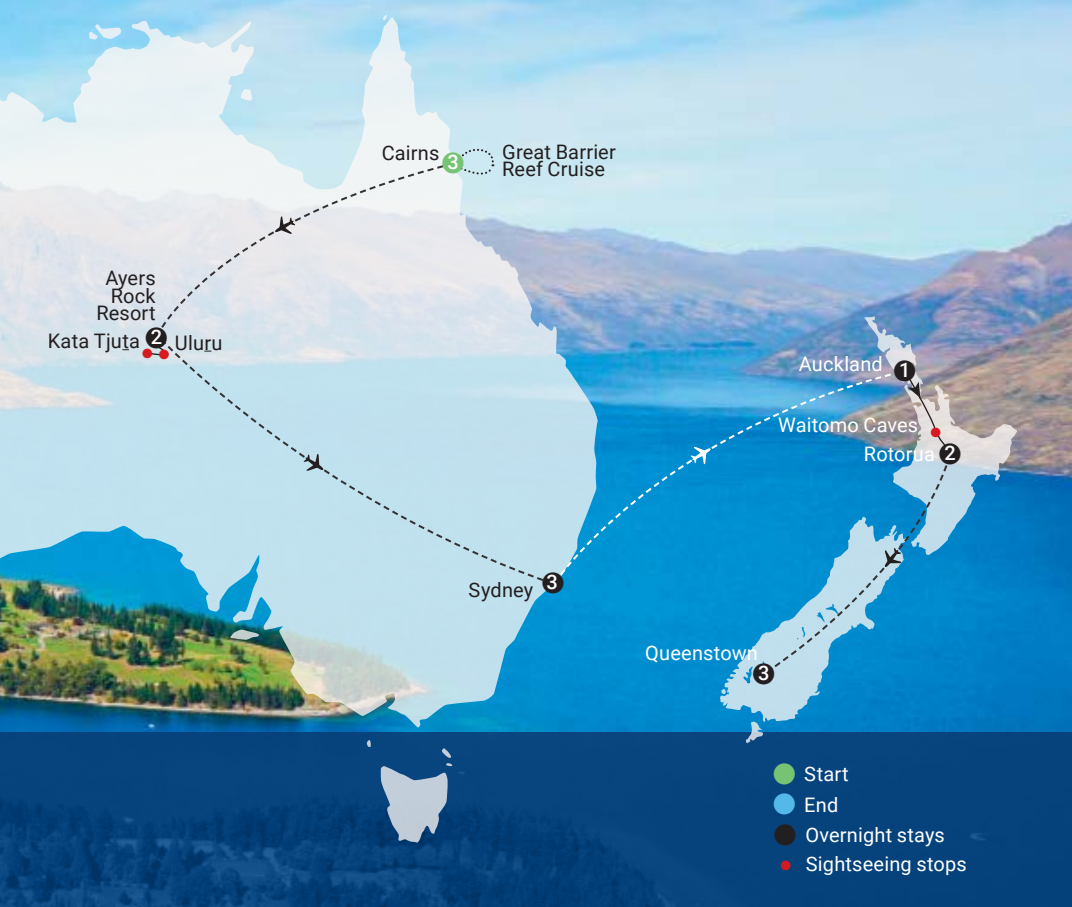 Cairns
3
Great Barrier
Reef Cruise
Ayers
Rock
Resort
2
Kata Tjuṯa
Uluṟu
Auckland
1
Waitomo Caves
Rotorua
2
Sydney
3
Queenstown
3
Start
End
Overnight stays
Sightseeing stops